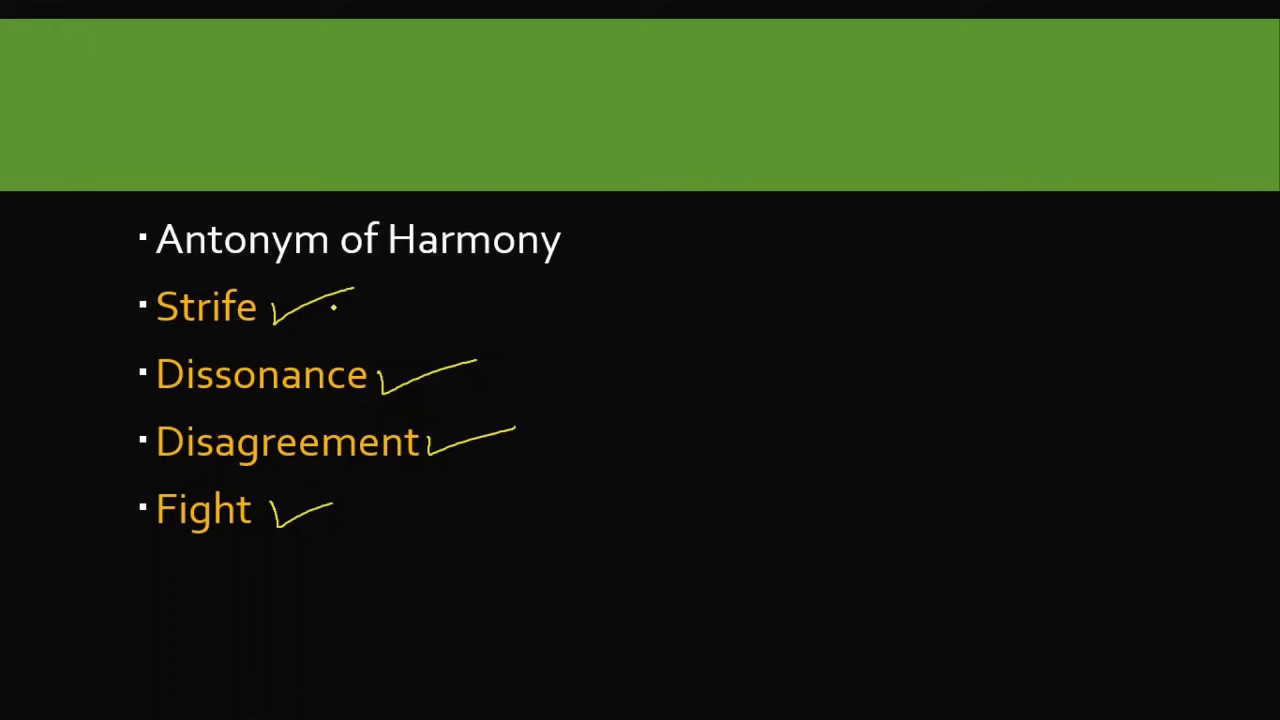 Antonym of Harmony
Strife
Dissonance
Disagreement
Fight